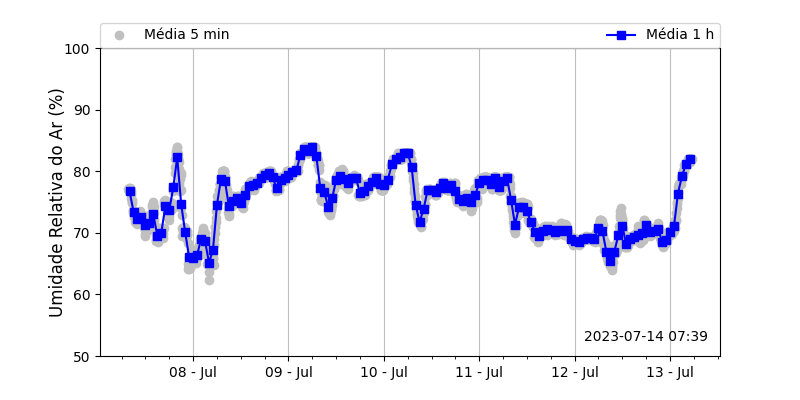 Média 5 min
Média 1 h
Umidade Relativa do Ar (%)
100
90
80
70
60
50
2023-07-14 07:39
08 - Jul
09 - Jul
10 - Jul
11 - Jul
12 - Jul
13 - Jul